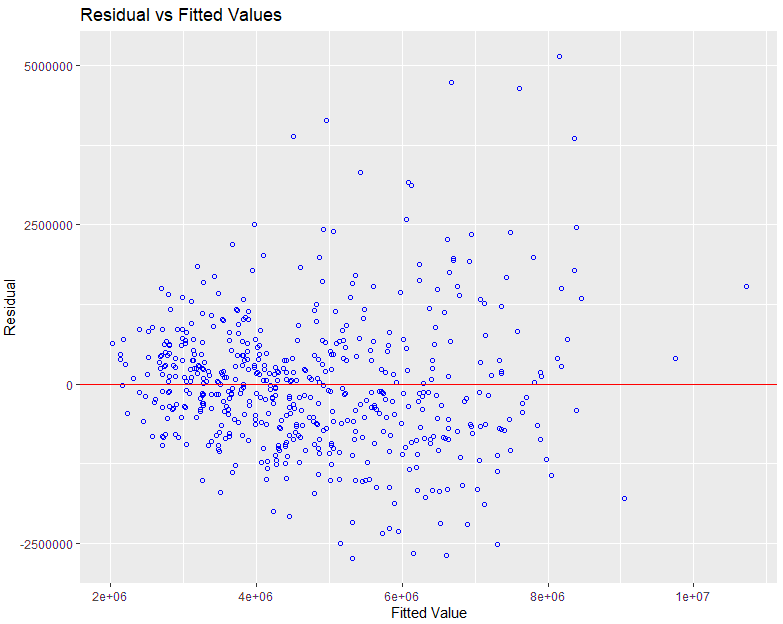 Residual vs Fitted Values
5000000
2500000
0
-2500000
Residual
2e+06 4e+06 6e+06 8e+06 1e+07
Fitted Value